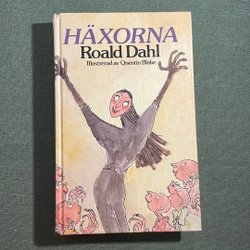 HÄXORNA
Roald Dahl
Illustrerad av Quentin Blake